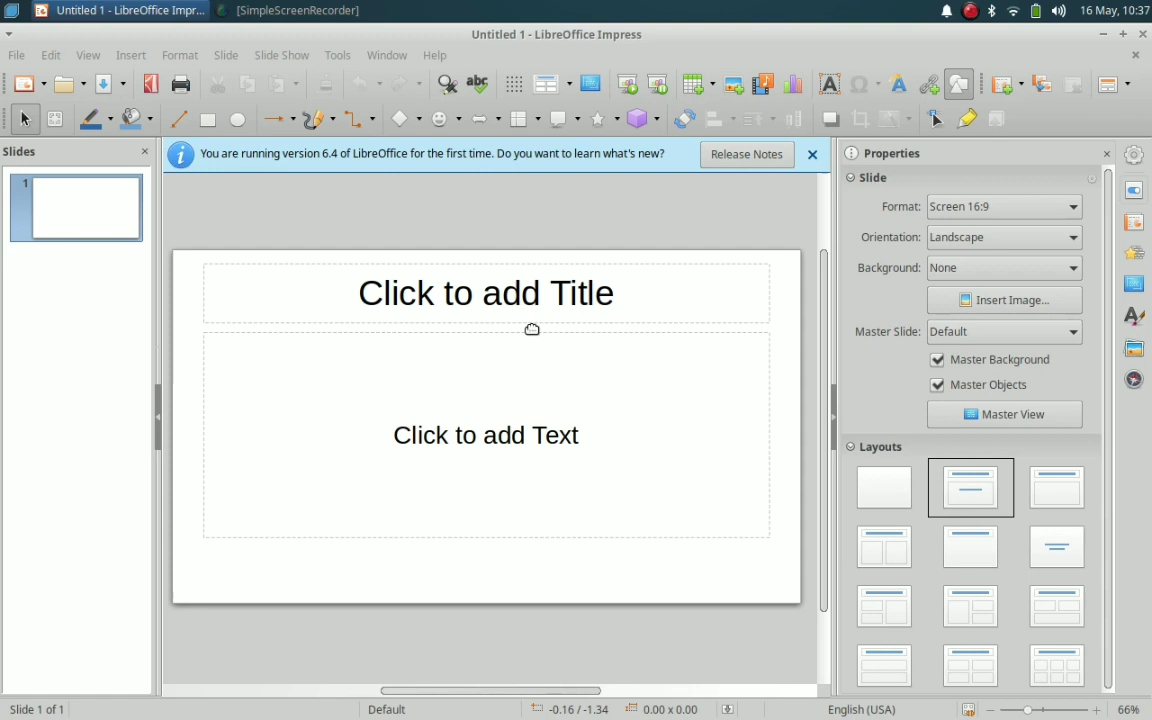 Untitled 1 - LibreOffice Impr...
[SimpleScreenRecorder]
16 May, 10:37
Untitled 1 - LibreOffice Impress
File Edit View Insert Format Slide Slide Show Tools Window Help
Slides
You are running version 6.4 of LibreOffice for the first time. Do you want to learn what's new?
Release Notes
Properties
1
Slide
Format: Screen 16:9
Orientation: Landscape
Background: None
Insert Image...
Master Slide: Default
Master Background
Master Objects
Master View
Layouts
Click to add Title
Click to add Text
Slide 1 of 1
Default
-0.16 / -1.34
0.00 x 0.00
English (USA)
66%